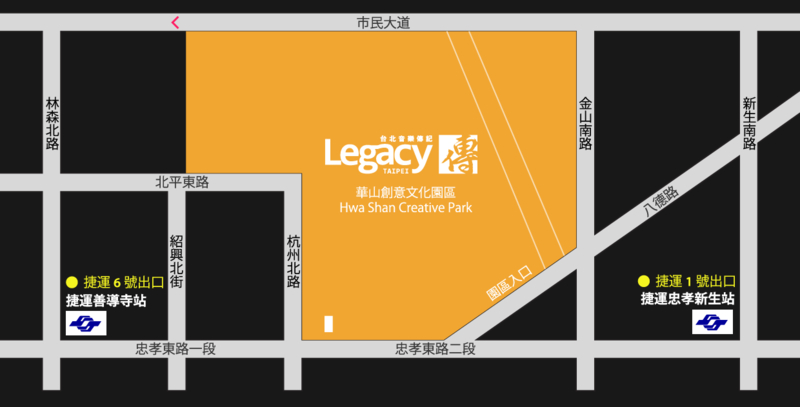 市民大道
林森北路
金山南路
新生南路
台北音樂傳記
Legacy 傳
TAIPEI
華山創意文化園區
Hwa Shan Creative Park
北平東路
八德路
紹興北街
杭州北路
園區入口
捷運 6 號出口
捷運善導寺站
捷運 1 號出口
捷運忠孝新生站
忠孝東路一段
忠孝東路二段